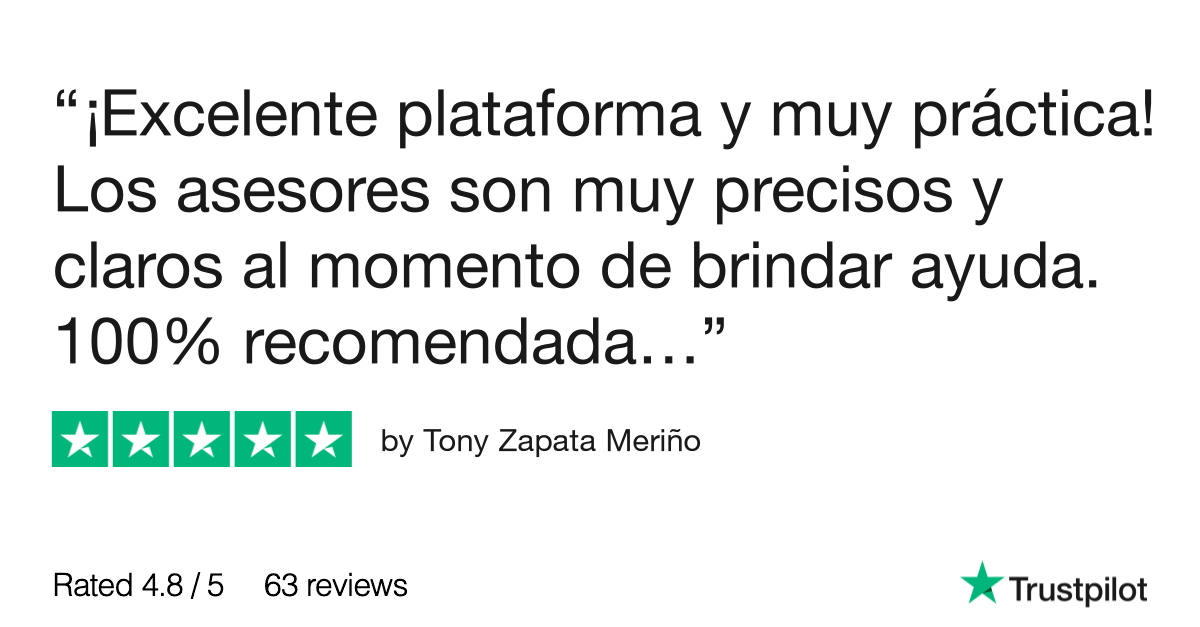 “¡Excelente plataforma y muy práctica!
Los asesores son muy precisos y
claros al momento de brindar ayuda.
100% recomendada…”
by Tony Zapata Meriño
Rated 4.8 / 5 63 reviews
Trustpilot